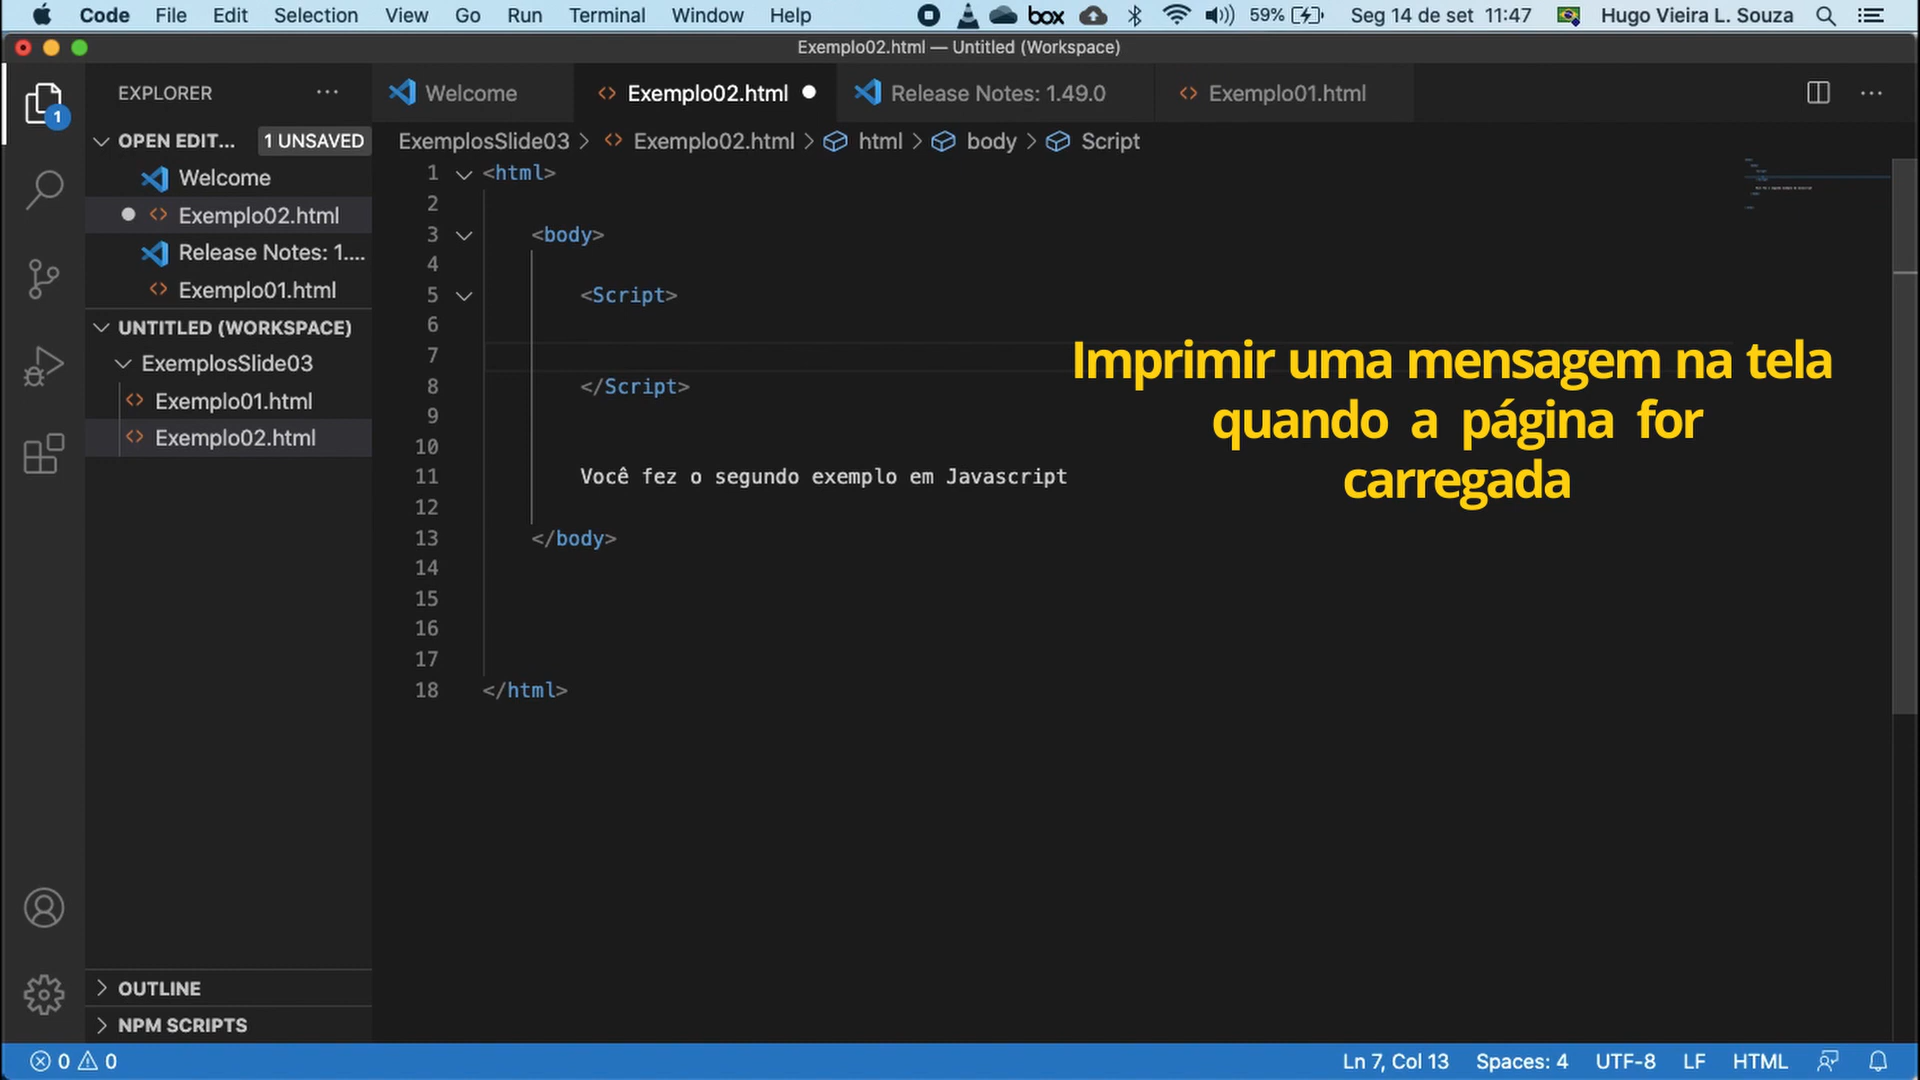 Code File Edit Selection View Go Run Terminal Window Help box 59% Seg 14 de set 11:47 Hugo Vieira L. Souza
Exemplo02.html — Untitled (Workspace)
EXPLORER ...
Welcome Exemplo02.html Release Notes: 1.49.0 Exemplo01.html
1
OPEN EDIT... 1 UNSAVED
Welcome
Exemplo02.html
Release Notes: 1....
Exemplo01.html
UNTITLED (WORKSPACE)
ExemplosSlide03
Exemplo01.html
Exemplo02.html
OUTLINE
NPM SCRIPTS
ExemplosSlide03 > Exemplo02.html > html > body > Script
1 <html>
2
3 <body>
4
5 <Script>
6
7
8 </Script>
9
10
11 Você fez o segundo exemplo em Javascript
12
13 </body>
14
15
16
17
18 </html>
Imprimir uma mensagem na tela
quando a página for
carregada
0 0 Ln 7, Col 13 Spaces: 4 UTF-8 LF HTML